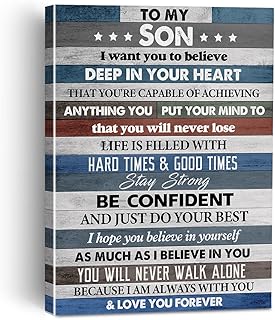 TO MY
SON
I want you to believe
DEEP IN YOUR HEART
THAT YOU'RE CAPABLE OF ACHIEVING
ANYTHING YOU PUT YOUR MIND TO
that you will never lose
LIFE IS FILLED WITH
HARD TIMES & GOOD TIMES
Stay Strong
BE CONFIDENT
AND JUST DO YOUR BEST
I hope you believe in yourself
AS MUCH AS I BELIEVE IN YOU
YOU WILL NEVER WALK ALONE
BECAUSE I AM ALWAYS WITH YOU
& LOVE YOU FOREVER